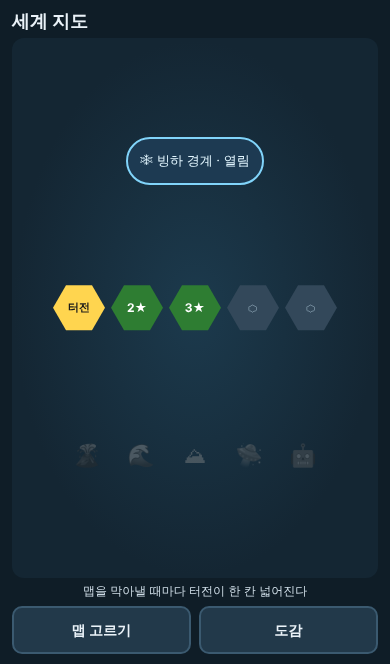 세계 지도
❄ 빙하 경계 · 열림
터전 2★ 3★
맵을 막아낼 때마다 터전이 한 칸 넓어진다
맵 고르기 도감